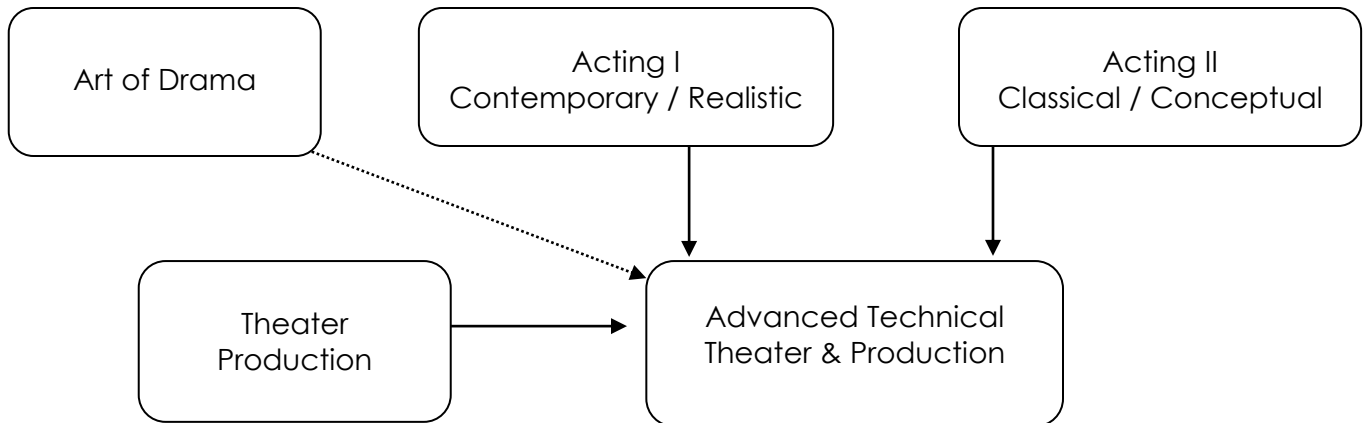 Art of Drama
Acting I
Contemporary / Realistic
Acting II
Classical / Conceptual
Theater
Production
Advanced Technical
Theater & Production